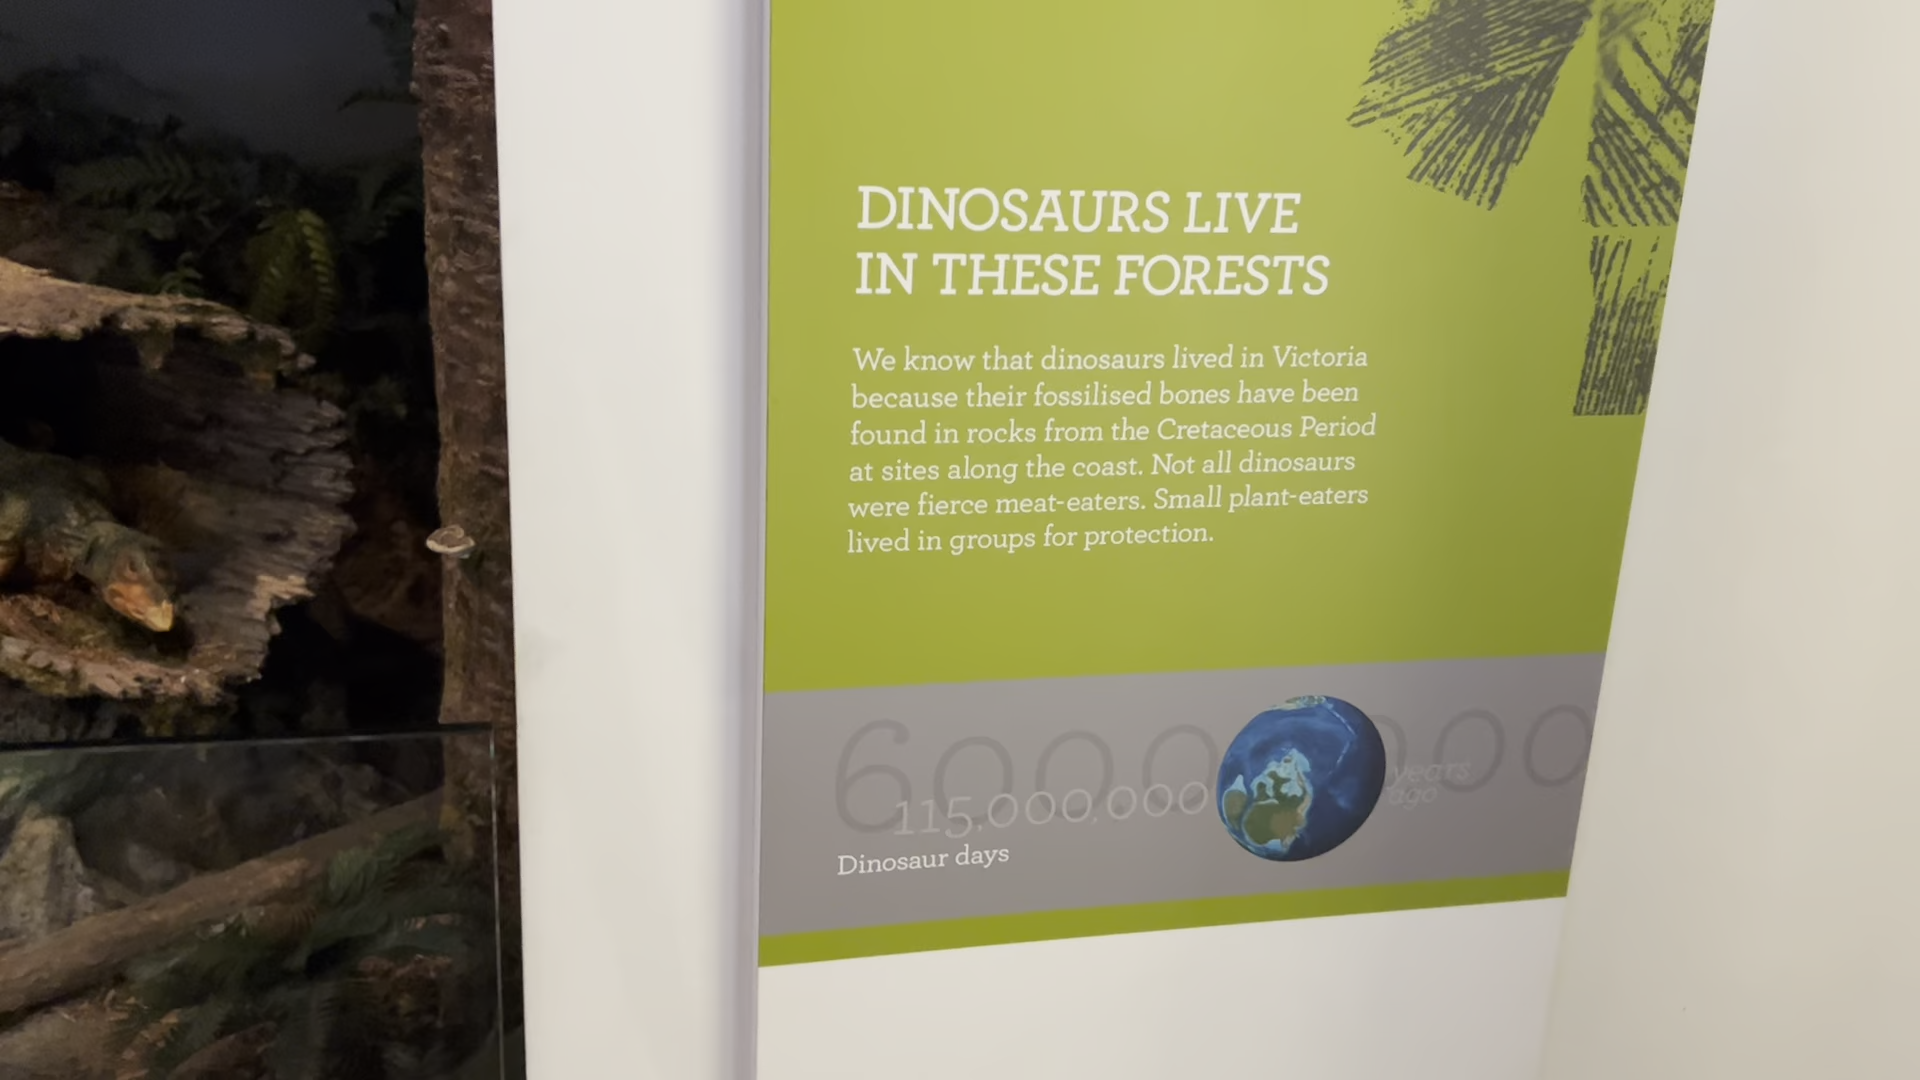 DINOSAURS LIVE
IN THESE FORESTS
We know that dinosaurs lived in Victoria
because their fossilised bones have been
found in rocks from the Cretaceous Period
at sites along the coast. Not all dinosaurs
were fierce meat-eaters. Small plant-eaters
lived in groups for protection.
115,000,000
years
ago
Dinosaur days